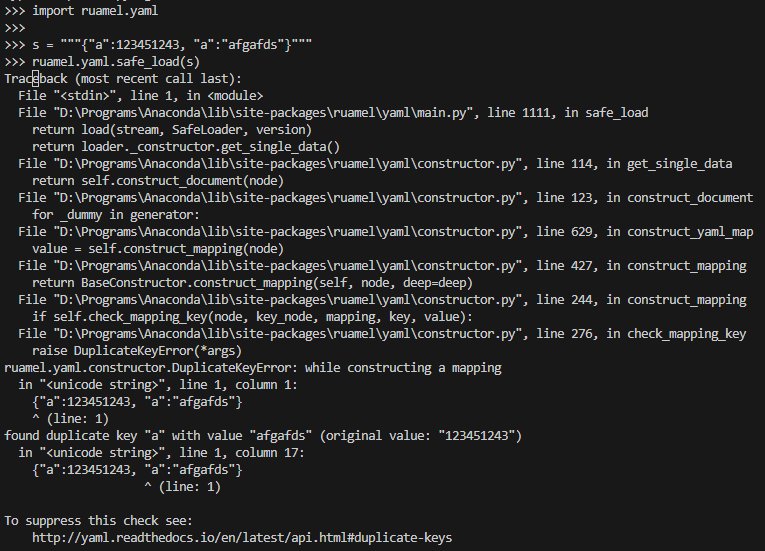 >>> import ruamel.yaml
>>>
>>> s = """{"a":123451243, "a":"afgafds"}"""
>>> ruamel.yaml.safe_load(s)
Traceback (most recent call last):
  File "<stdin>", line 1, in <module>
  File "D:\Programs\Anaconda\lib\site-packages\ruamel\yaml\main.py", line 1111, in safe_load
    return load(stream, SafeLoader, version)
    return loader._constructor.get_single_data()
  File "D:\Programs\Anaconda\lib\site-packages\ruamel\yaml\constructor.py", line 114, in get_single_data
    return self.construct_document(node)
  File "D:\Programs\Anaconda\lib\site-packages\ruamel\yaml\constructor.py", line 123, in construct_document
    for _dummy in generator:
  File "D:\Programs\Anaconda\lib\site-packages\ruamel\yaml\constructor.py", line 629, in construct_yaml_map
    value = self.construct_mapping(node)
  File "D:\Programs\Anaconda\lib\site-packages\ruamel\yaml\constructor.py", line 427, in construct_mapping
    return BaseConstructor.construct_mapping(self, node, deep=deep)
  File "D:\Programs\Anaconda\lib\site-packages\ruamel\yaml\constructor.py", line 244, in construct_mapping
    if self.check_mapping_key(node, key_node, mapping, key, value):
  File "D:\Programs\Anaconda\lib\site-packages\ruamel\yaml\constructor.py", line 276, in check_mapping_key
    raise DuplicateKeyError(*args)
ruamel.yaml.constructor.DuplicateKeyError: while constructing a mapping
  in "<unicode string>", line 1, column 1:
    {"a":123451243, "a":"afgafds"}
    ^ (line: 1)
found duplicate key "a" with value "afgafds" (original value: "123451243")
  in "<unicode string>", line 1, column 17:
    {"a":123451243, "a":"afgafds"}
                    ^ (line: 1)

To suppress this check see:
    http://yaml.readthedocs.io/en/latest/api.html#duplicate-keys